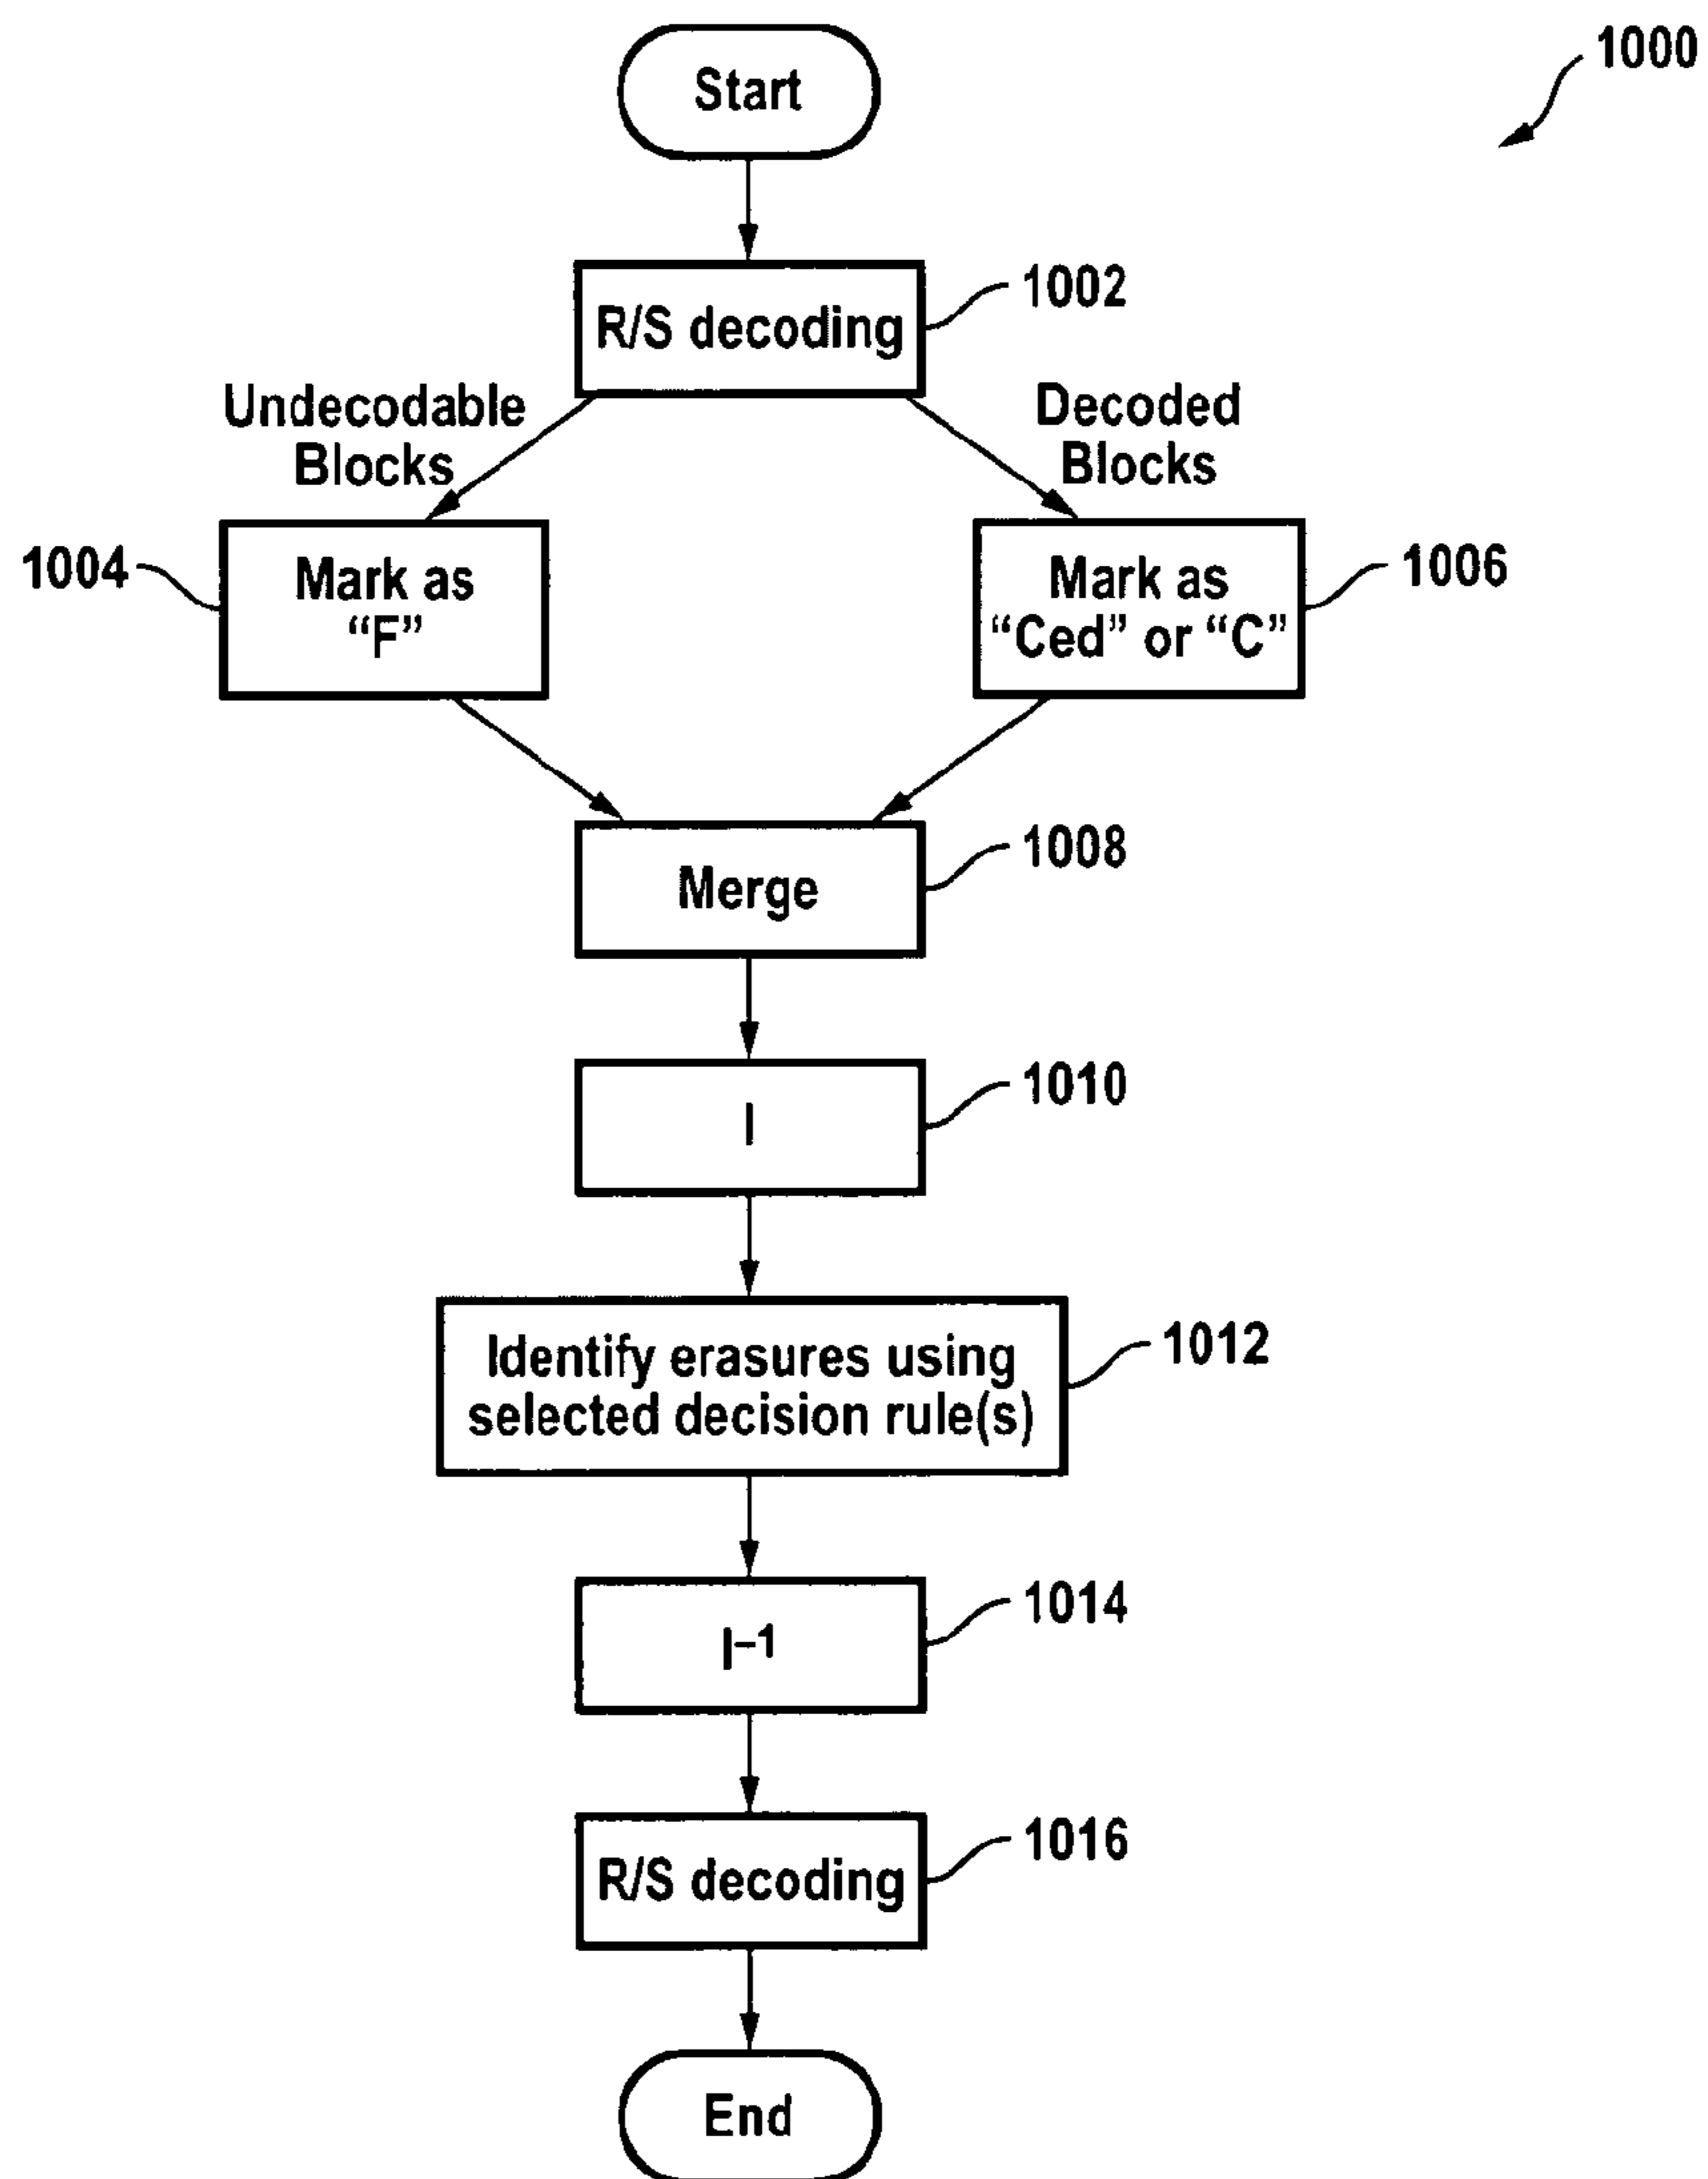 1000
Start
R/S decoding
1002
Undecodable
Blocks
Decoded
Blocks
1004
Mark as
“F”
Mark as
“Ced” or “C”
1006
Merge
1008
I
1010
Identify erasures using
selected decision rule(s)
1012
I–1
1014
R/S decoding
1016
End